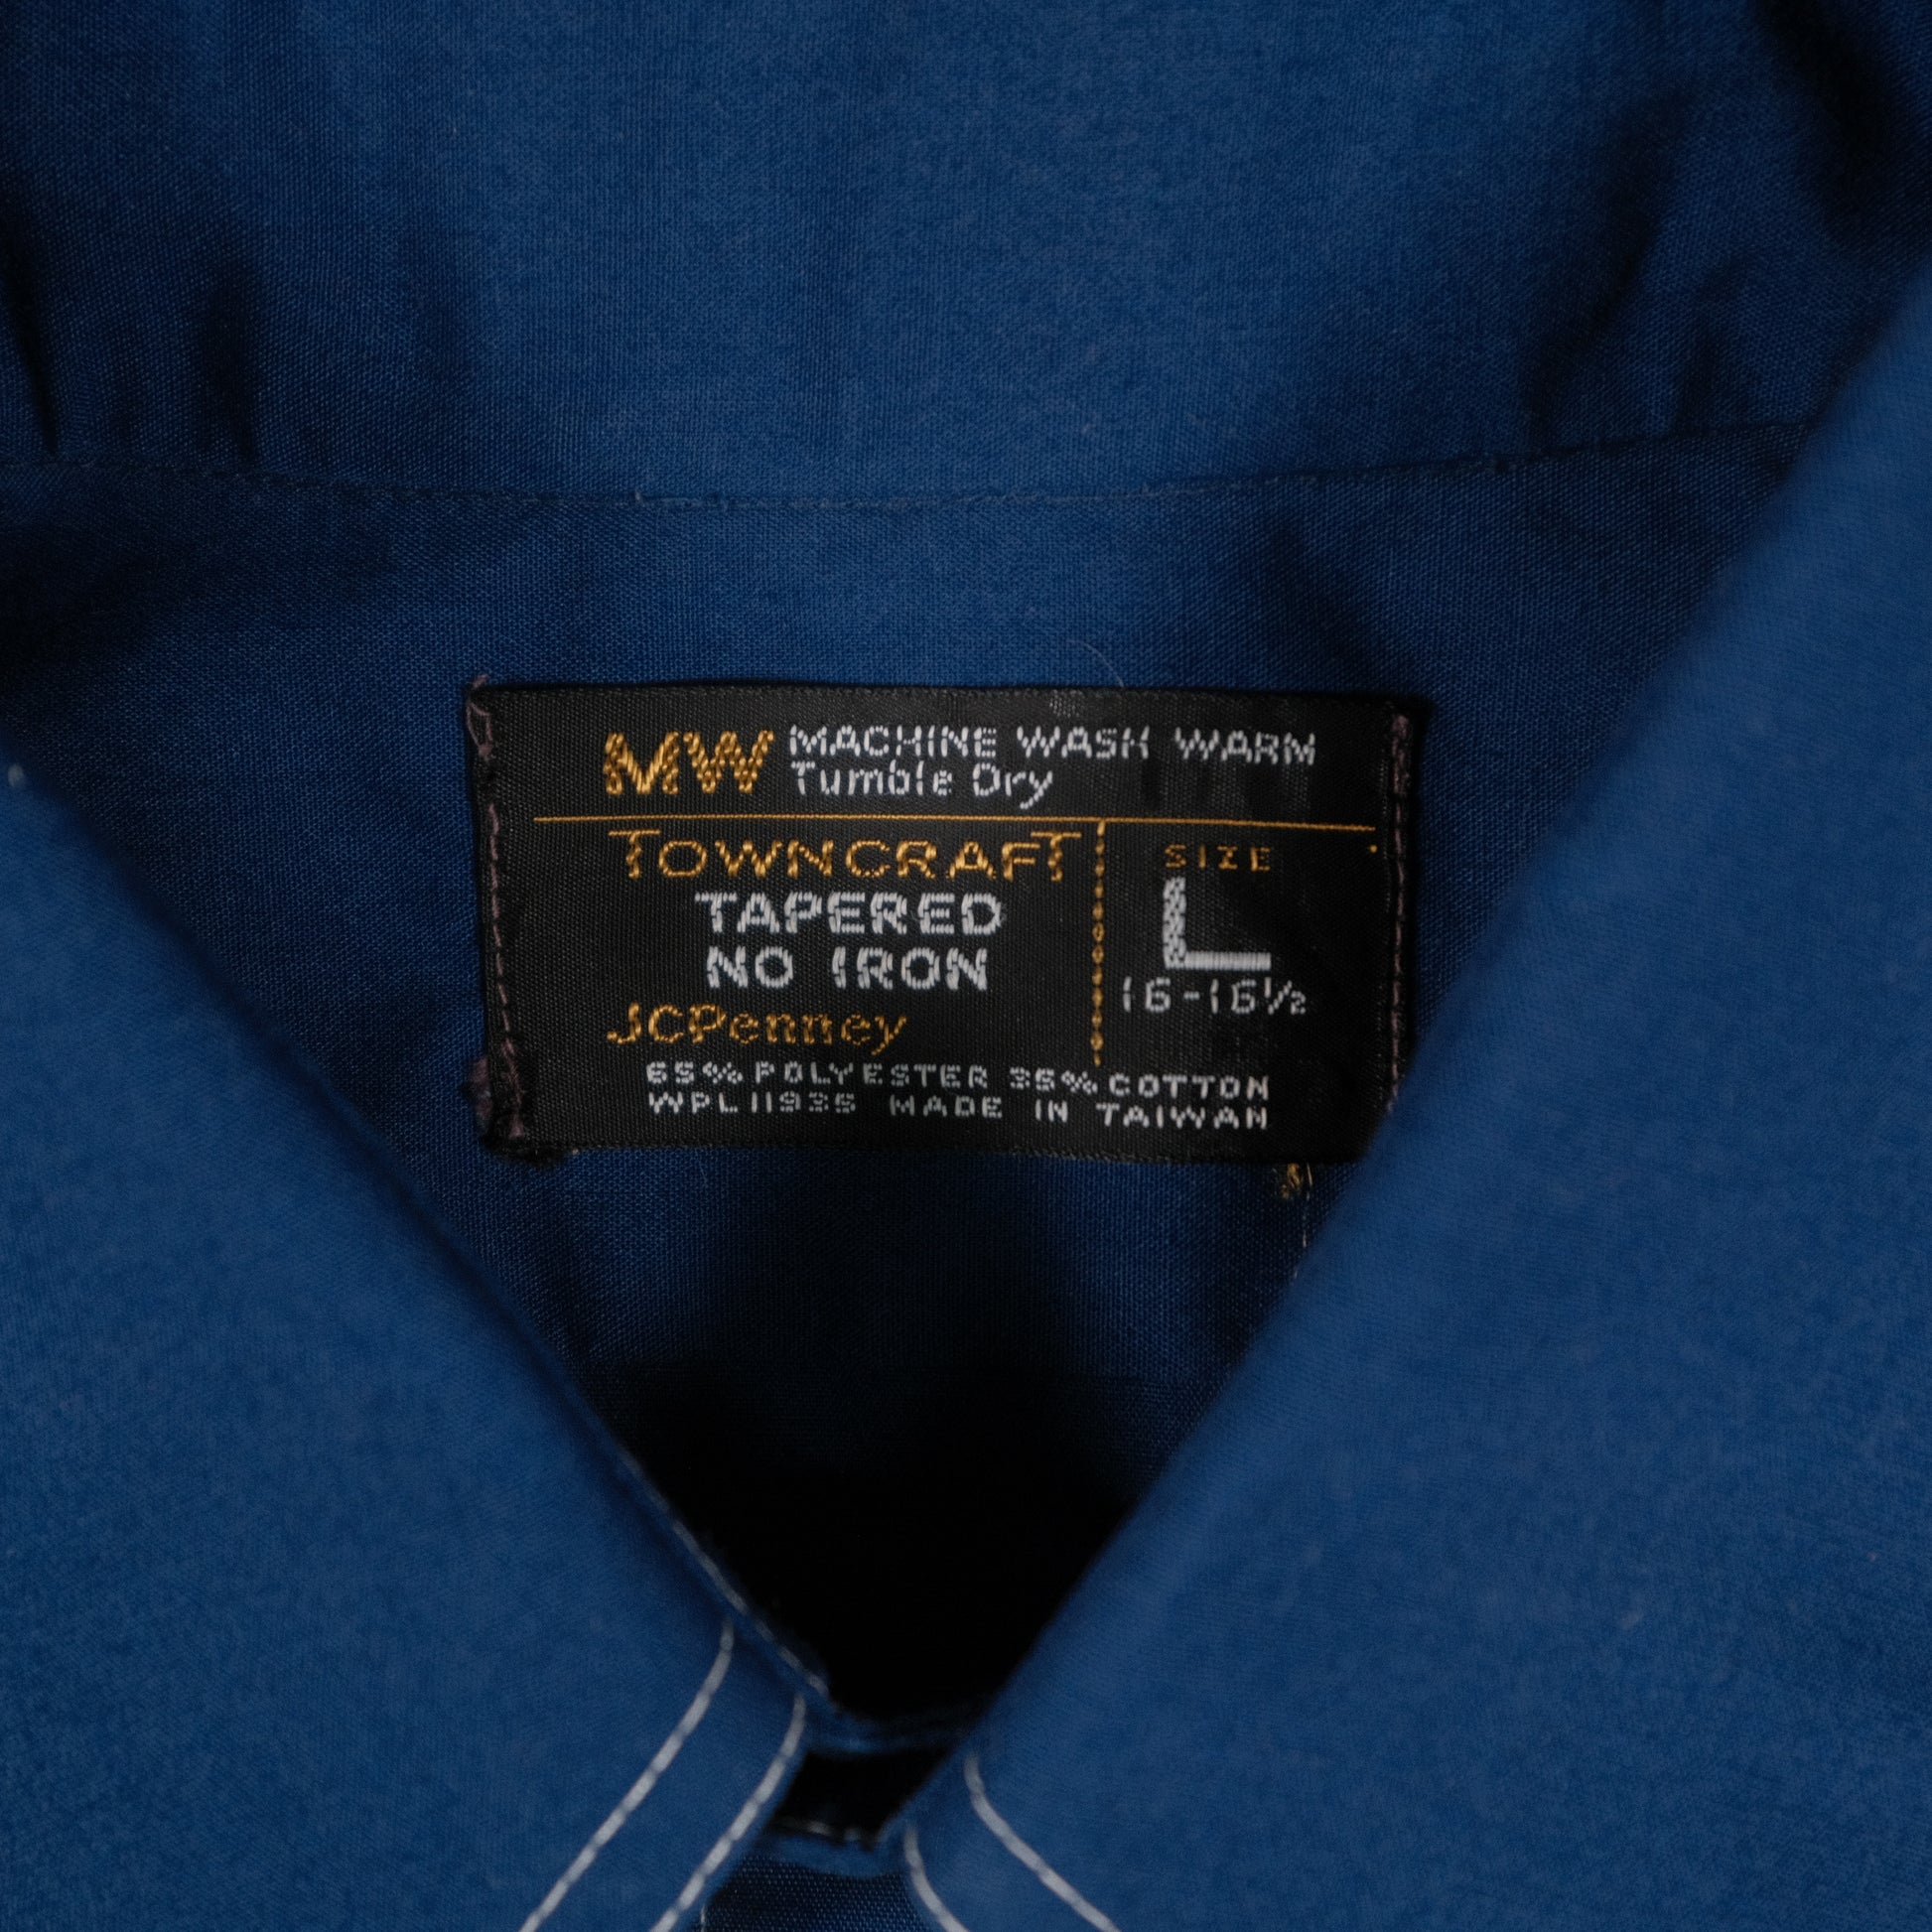 MW MACHINE WASH WARM
Tumble Dry
TOWNCRAFT
TAPERED
NO IRON
JCPenney
SIZE
L
16-16½
65% POLYESTER 35% COTTON
WPL11935 MADE IN TAIWAN